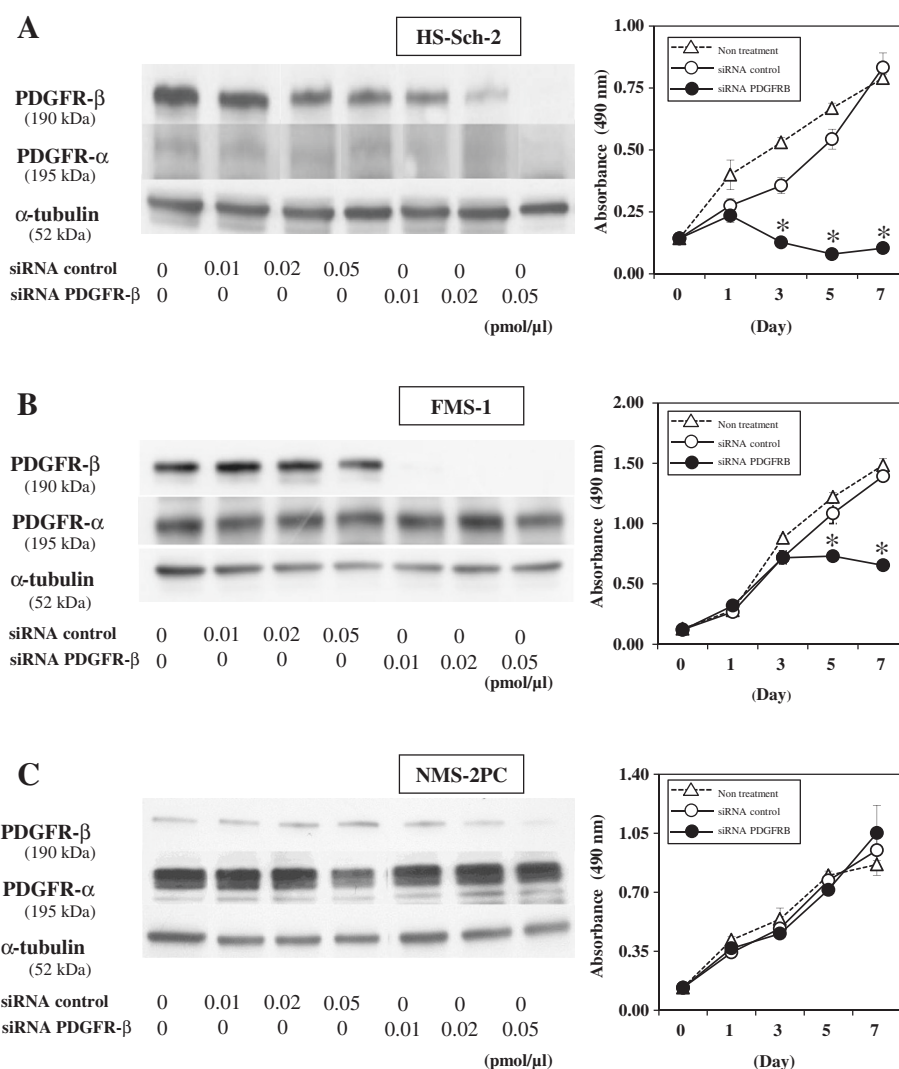 A
HS-Sch-2
PDGFR-β
(190 kDa)
PDGFR-α
(195 kDa)
α-tubulin
(52 kDa)
siRNA control 0 0.01 0.02 0.05 0 0 0
siRNA PDGFR-β 0 0 0 0 0.01 0.02 0.05
(pmol/µl)
Absorbance (490 nm)
1.00
0.75
0.50
0.25
0.00
Non treatment
siRNA control
siRNA PDGFRB
* * *
0 1 3 5 7
(Day)
B
FMS-1
PDGFR-β
(190 kDa)
PDGFR-α
(195 kDa)
α-tubulin
(52 kDa)
siRNA control 0 0.01 0.02 0.05 0 0 0
siRNA PDGFR-β 0 0 0 0 0.01 0.02 0.05
(pmol/µl)
Absorbance (490 nm)
2.00
1.50
1.00
0.50
0.00
Non treatment
siRNA control
siRNA PDGFRB
* *
0 1 3 5 7
(Day)
C
NMS-2PC
PDGFR-β
(190 kDa)
PDGFR-α
(195 kDa)
α-tubulin
(52 kDa)
siRNA control 0 0.01 0.02 0.05 0 0 0
siRNA PDGFR-β 0 0 0 0 0.01 0.02 0.05
(pmol/µl)
Absorbance (490 nm)
1.40
1.05
0.70
0.35
0.00
Non treatment
siRNA control
siRNA PDGFRB
0 1 3 5 7
(Day)